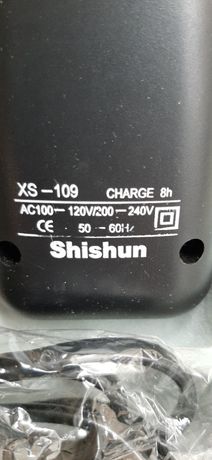 XS-109 CHARGE 8h
AC100-120V/200-240V
CE 50-60Hz
Shishun